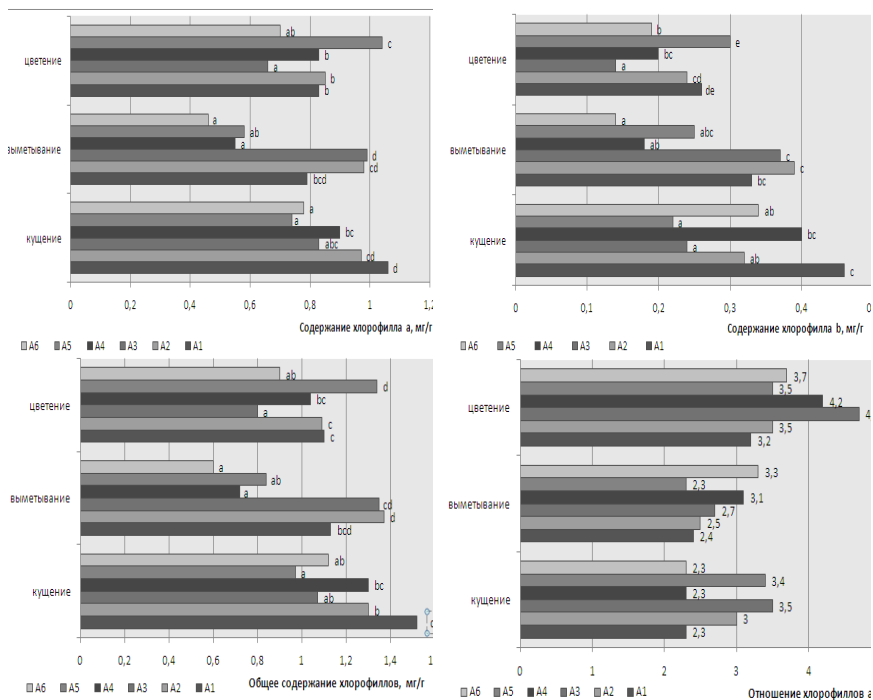 ab
c
цветение
b
a
b
b
a
ab
выметывание
a
d
cd
bcd
a
a
кущение
bc
abc
cd
d
0 0,2 0,4 0,6 0,8 1 1,2
Содержание хлорофилла a, мг/г
A6 A5 A4 A3 A2 A1
b
e
цветение
bc
a
cd
de
a
abc
выметывание
ab
c
c
bc
ab
a
кущение
bc
a
ab
c
0 0,1 0,2 0,3 0,4
Содержание хлорофилла b, мг/г
A6 A5 A4 A3 A2 A1
ab
d
цветение
bc
a
c
c
a
ab
выметывание
a
cd
d
bcd
ab
a
кущение
bc
ab
b
0 0,2 0,4 0,6 0,8 1 1,2 1,4
Общее содержание хлорофиллов, мг/г
A6 A5 A4 A3 A2 A1
3,7
3,5
цветение
4,2
4
3,5
3,2
3,3
2,3
выметывание
3,1
2,7
2,5
2,4
2,3
3,4
кущение
2,3
3,5
3
2,3
0 1 2 3 4
Отношение хлорофиллов a
A6 A5 A4 A3 A2 A1